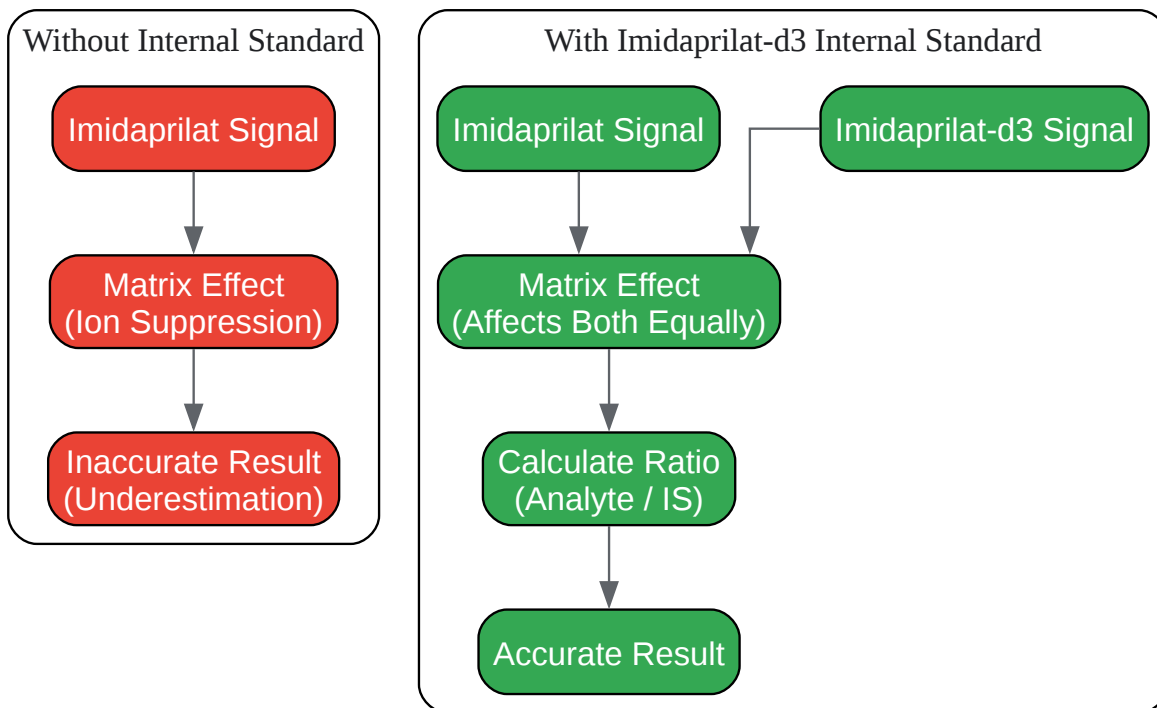 Without Internal Standard
Imidaprilat Signal
Matrix Effect
(Ion Suppression)
Inaccurate Result
(Underestimation)
With Imidaprilat-d3 Internal Standard
Imidaprilat Signal
Imidaprilat-d3 Signal
Matrix Effect
(Affects Both Equally)
Calculate Ratio
(Analyte / IS)
Accurate Result